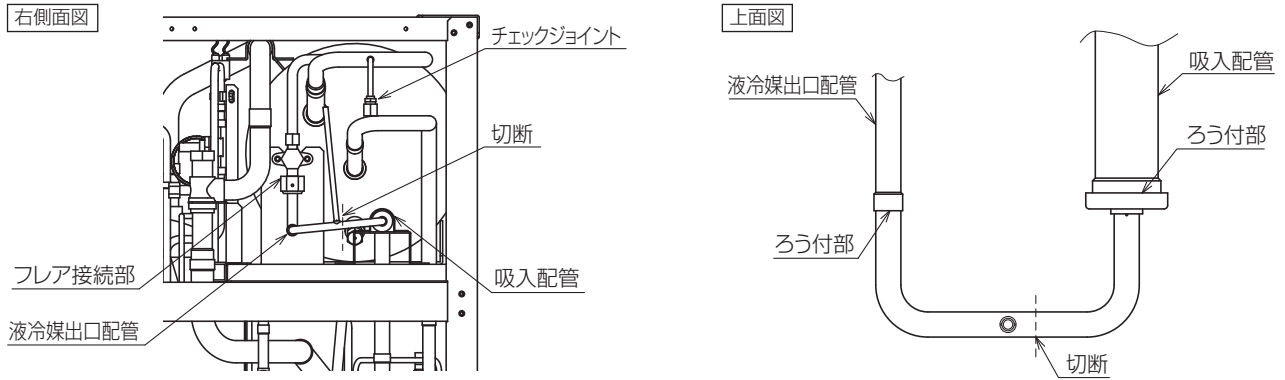 右側面図
チェックジョイント
切断
フレア接続部
吸入配管
液冷媒出口配管
上面図
吸入配管
液冷媒出口配管
ろう付部
ろう付部
切断